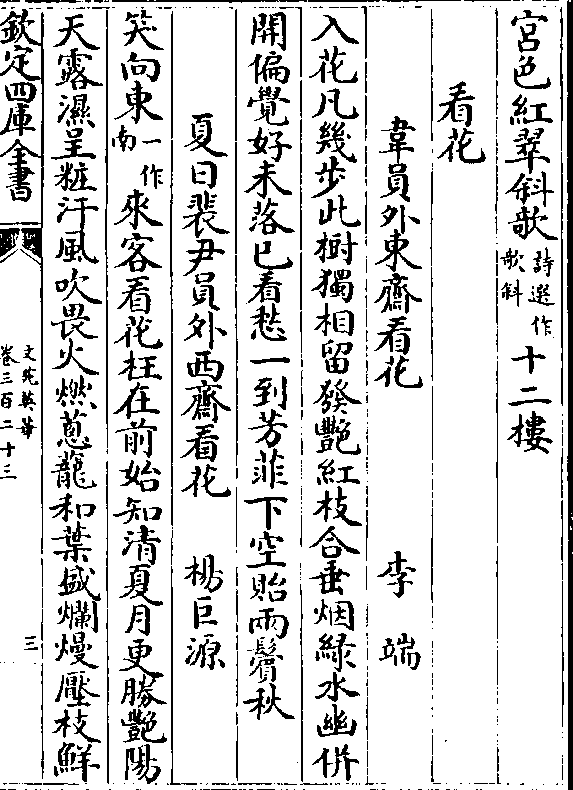 宮色紅翠斜欹詩選作欹斜十二樓
看花
韋員外東齋看花 李端
入花凡幾步此樹獨相留發艷紅枝合垂烟緑水幽併
開偏覺好未落已看愁一到芳菲下空貽兩鬢秋
夏日裴尹員外西齋看花 楊巨源
笑向東一作南來客看花枉在前始知清夏月更勝艷陽
天露濕呈粧汗風吹畏火燃蔥蘢和葉盛爛熳壓枝鮮
欽定四庫全書
文苑英華
卷三百二十三
三